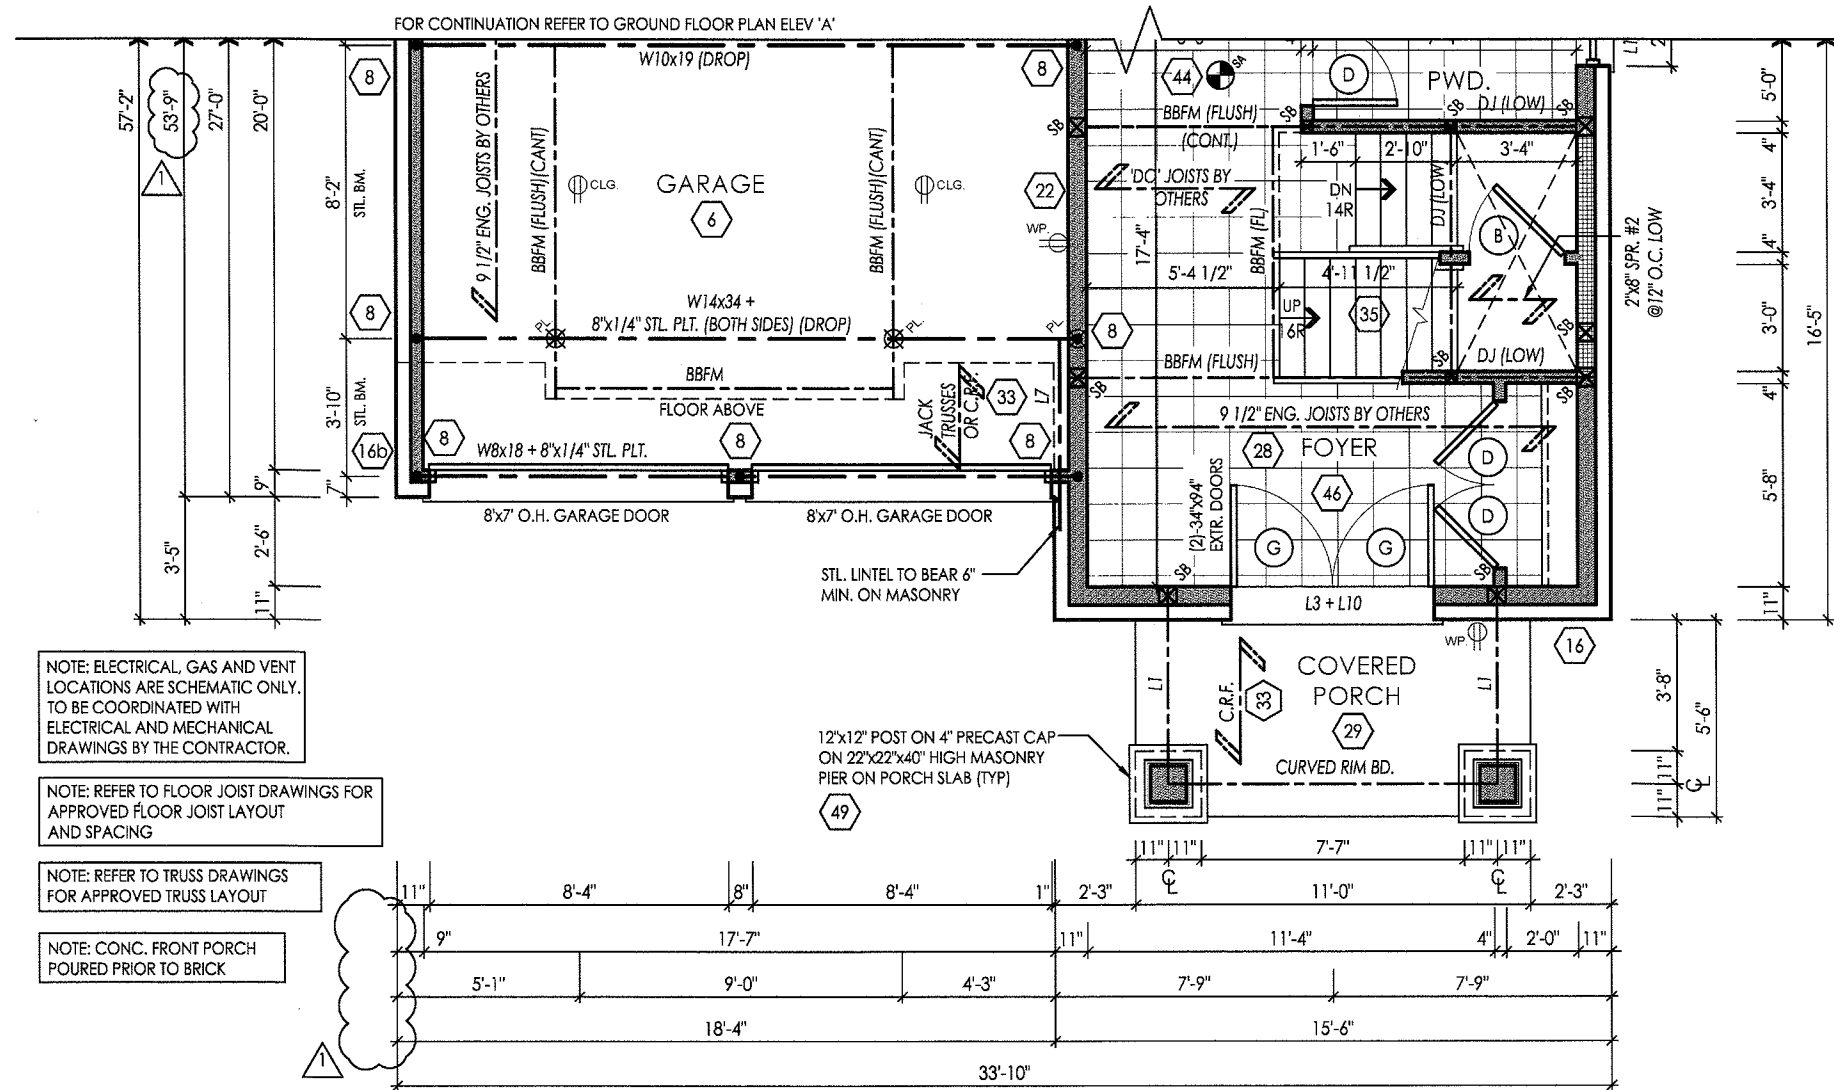 FOR CONTINUATION REFER TO GROUND FLOOR PLAN ELEV 'A'
57'-2"
53'-9"
27'-0"
20'-0"
1
8'-2"
STL. BM.
3'-10"
STL. BM.
9"
7"
3'-5"
2'-6"
11"
8
8
8
8
8
8
8
16b
W10x19 (DROP)
9 1/2" ENG. JOISTS BY OTHERS
BBFM (FLUSH)(CANT)
BBFM (FLUSH)(CANT)
CLG.
CLG.
GARAGE
6
22
WP.
W14x34 +
8"x1/4" STL. PLT. (BOTH SIDES) (DROP)
PL.
PL.
PL.
BBFM
FLOOR ABOVE
JACK
TRUSSES
OR C.R.F.
33
L7
W8x18 + 8"x1/4" STL. PLT.
8'x7' O.H. GARAGE DOOR
8'x7' O.H. GARAGE DOOR
STL. LINTEL TO BEAR 6"
MIN. ON MASONRY
44
SA
D
PWD.
L1
BBFM (FLUSH)
(CONT.)
SB
SB
SB
SB
DJ (LOW)
1'-6"
2'-10"
3'-4"
'DC' JOISTS BY
OTHERS
DN
14R
DJ (LOW)
B
17'-4"
BBFM (FL)
5'-4 1/2"
4'-11 1/2"
UP
16R
35
2"x8" SPR. #2
@12" O.C. LOW
BBFM (FLUSH)
SB
SB
SB
SB
DJ (LOW)
9 1/2" ENG. JOISTS BY OTHERS
28
FOYER
46
(2)-34"x94"
EXTR. DOORS
D
D
G
G
SB
SB
L3 + L10
WP.
16
5'-0"
4"
3'-4"
4"
3'-0"
4"
5'-8"
11"
16'-5"
L1
L1
C.R.F.
33
COVERED
PORCH
29
CURVED RIM BD.
3'-8"
5'-6"
11"
11"
CL
12"x12" POST ON 4" PRECAST CAP
ON 22"x22"x40" HIGH MASONRY
PIER ON PORCH SLAB (TYP)
49
NOTE: ELECTRICAL, GAS AND VENT
LOCATIONS ARE SCHEMATIC ONLY.
TO BE COORDINATED WITH
ELECTRICAL AND MECHANICAL
DRAWINGS BY THE CONTRACTOR.
NOTE: REFER TO FLOOR JOIST DRAWINGS FOR
APPROVED FLOOR JOIST LAYOUT
AND SPACING
NOTE: REFER TO TRUSS DRAWINGS
FOR APPROVED TRUSS LAYOUT
NOTE: CONC. FRONT PORCH
POURED PRIOR TO BRICK
11" 11" 7'-7" 11" 11"
CL CL
11" 8'-4" 8" 8'-4" 1" 2'-3" 11'-0" 2'-3"
9" 17'-7" 11" 11'-4" 4" 2'-0" 11"
5'-1" 9'-0" 4'-3" 7'-9" 7'-9"
18'-4" 15'-6"
1
33'-10"